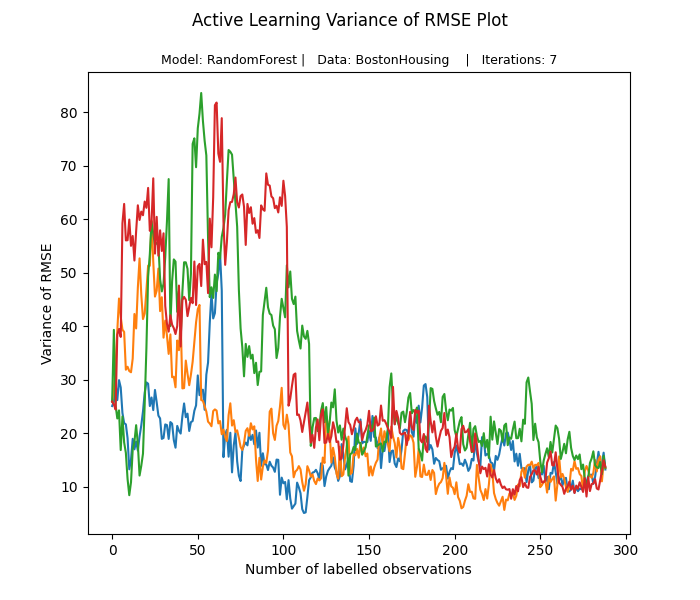 Active Learning Variance of RMSE Plot
Model: RandomForest | Data: BostonHousing | Iterations: 7
80
70
60
50
40
30
20
10
Variance of RMSE
0 50 100 150 200 250 300
Number of labelled observations